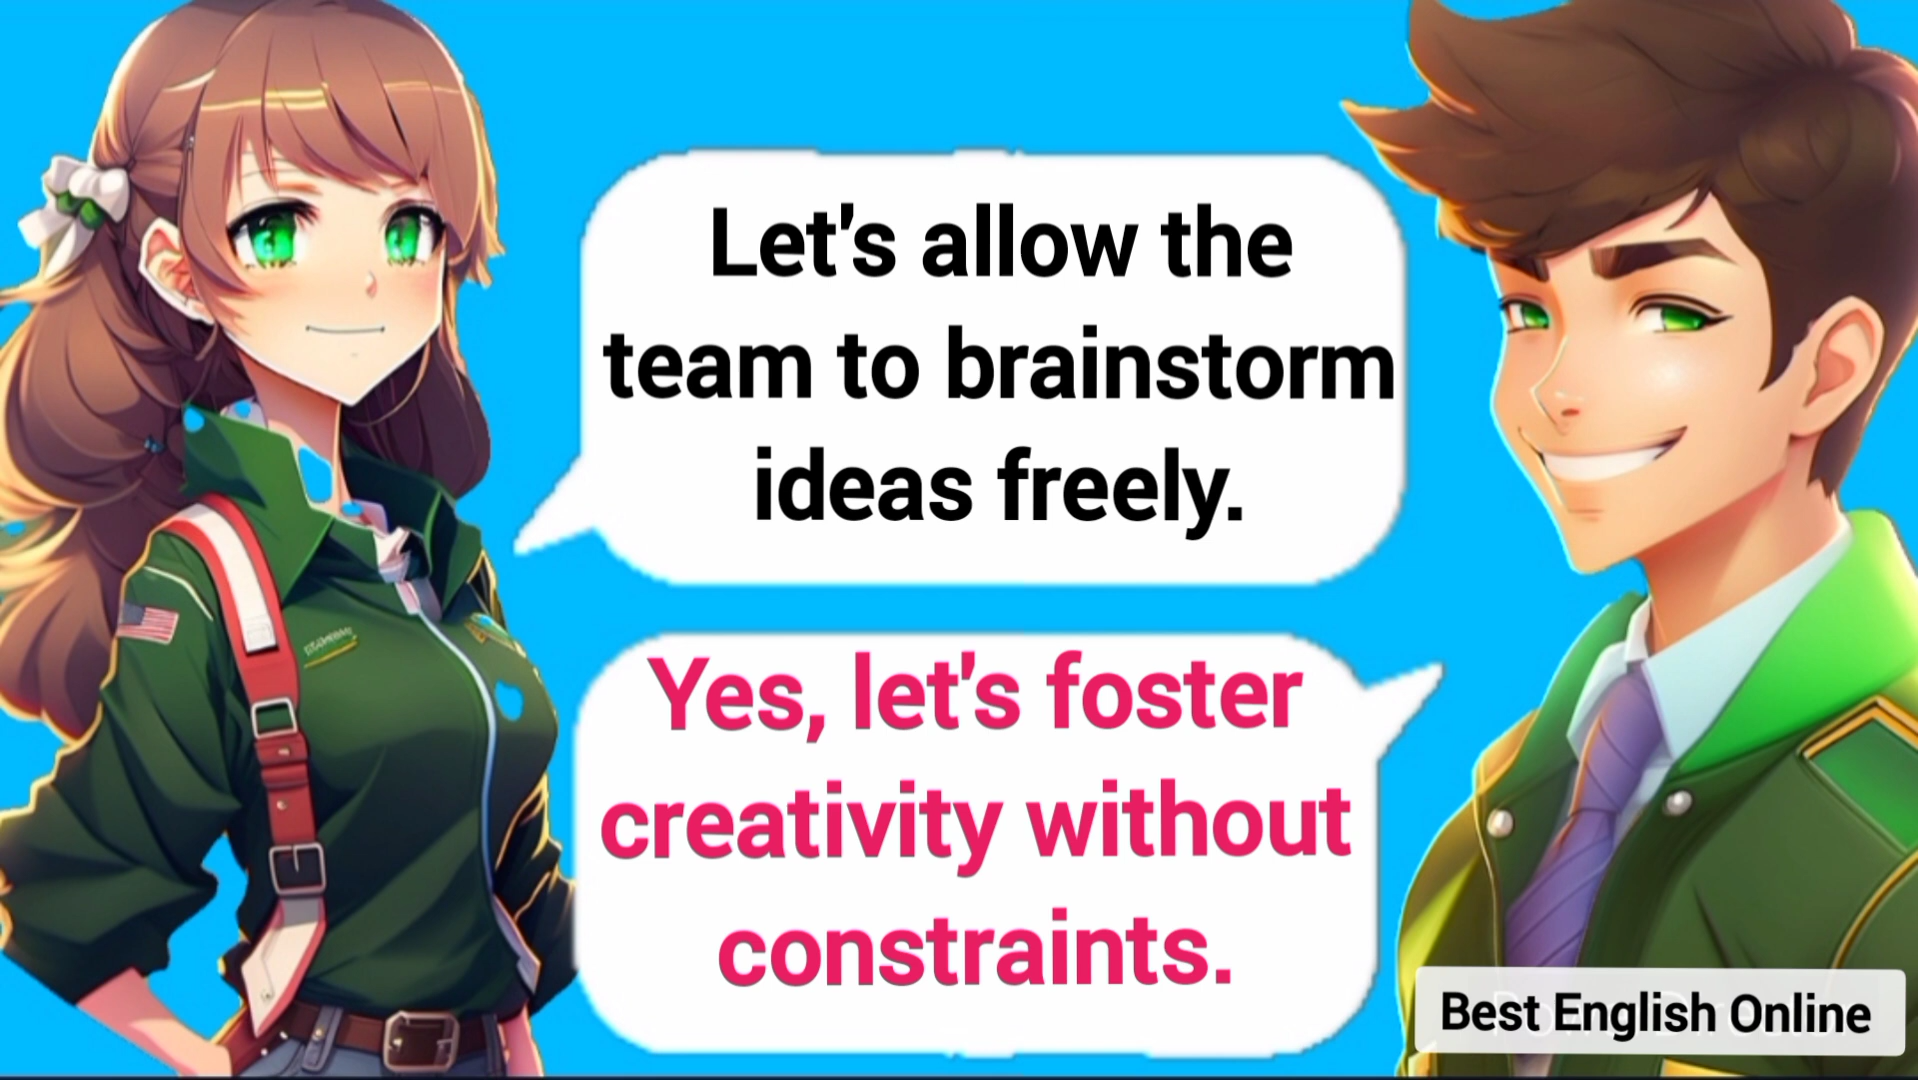 Let's allow the
team to brainstorm
ideas freely.
Yes, let's foster
creativity without
constraints.
Best English Online